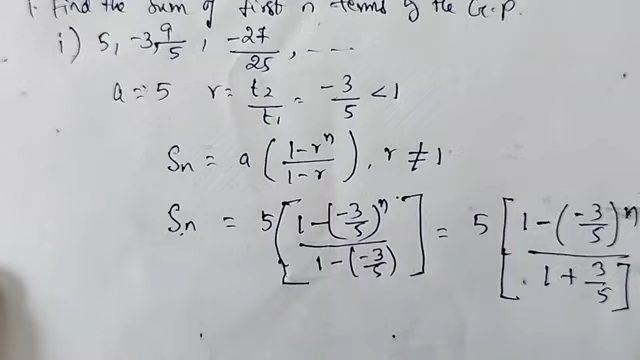 1. Find the sum of first n terms of the G.P.
i) 5, -3, 9/5, -27/25, ---
a = 5 r = t₂/t₁ = -3/5 < 1
Sn = a ( (1-rⁿ)/(1-r) ), r ≠ 1
Sn = 5 [ (1-(-3/5)ⁿ)/(1-(-3/5)) ] = 5 [ (1-(-3/5)ⁿ)/(1+3/5) ]